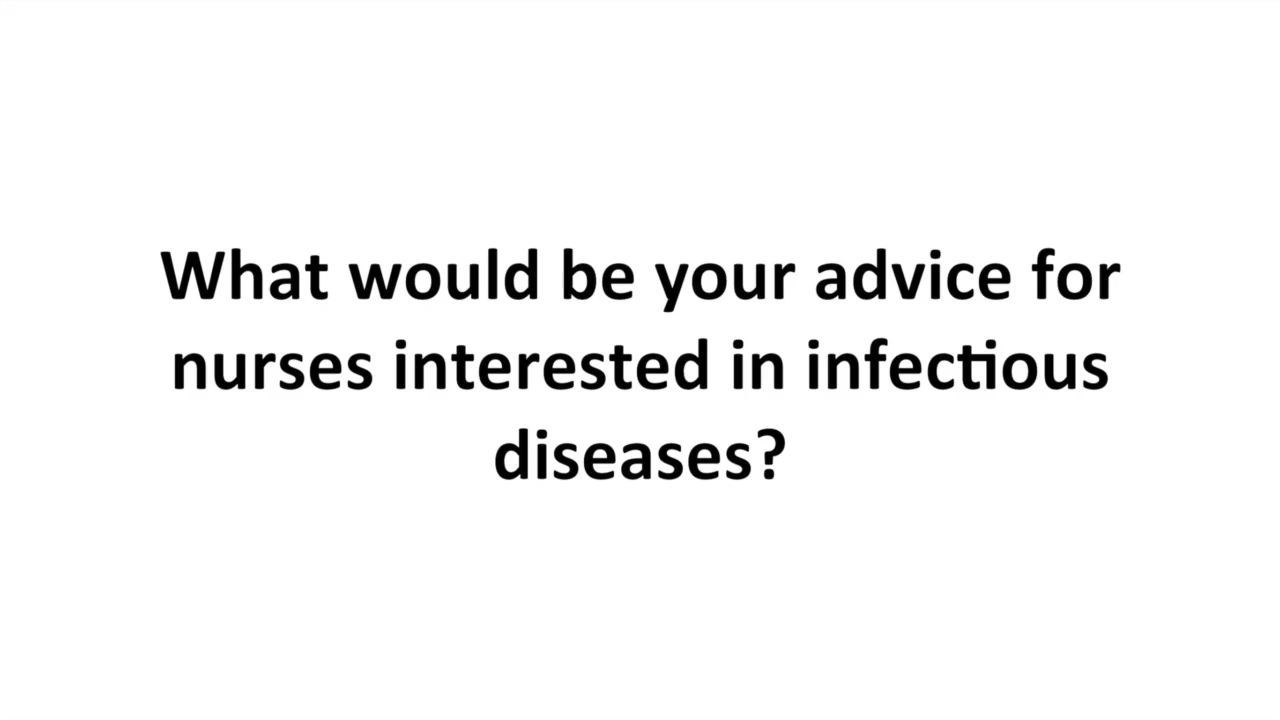 What would be your advice for
nurses interested in infectious
diseases?